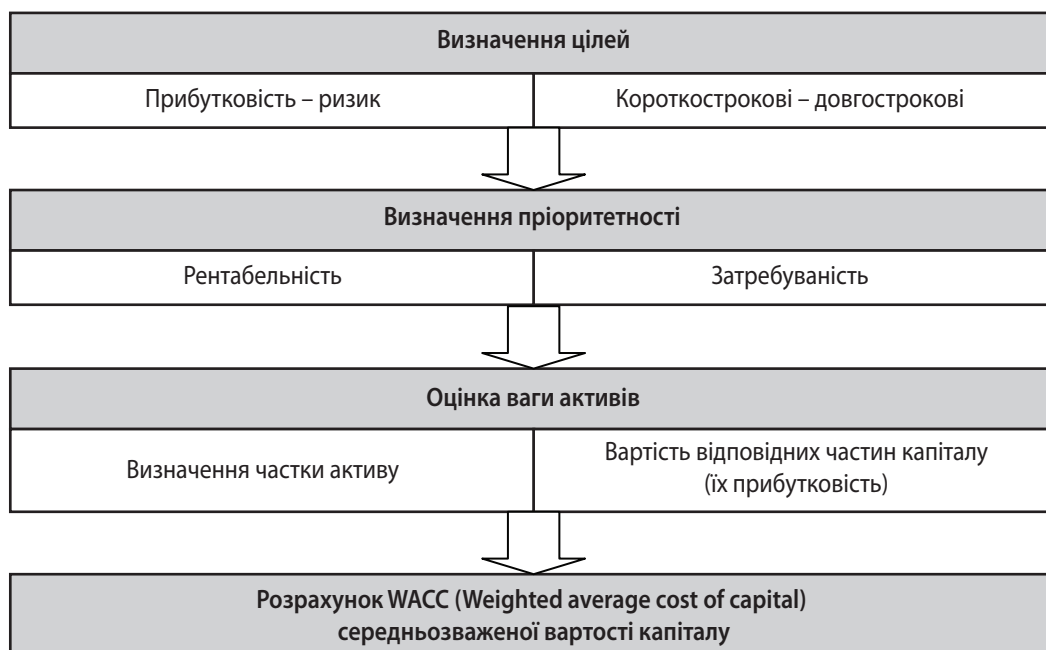 Визначення цілей
Прибутковість – ризик
Короткострокові – довгострокові
Визначення пріоритетності
Рентабельність
Затребуваність
Оцінка ваги активів
Визначення частки активу
Вартість відповідних частин капіталу
(їх прибутковість)
Розрахунок WACC (Weighted average cost of capital)
середньозваженої вартості капіталу